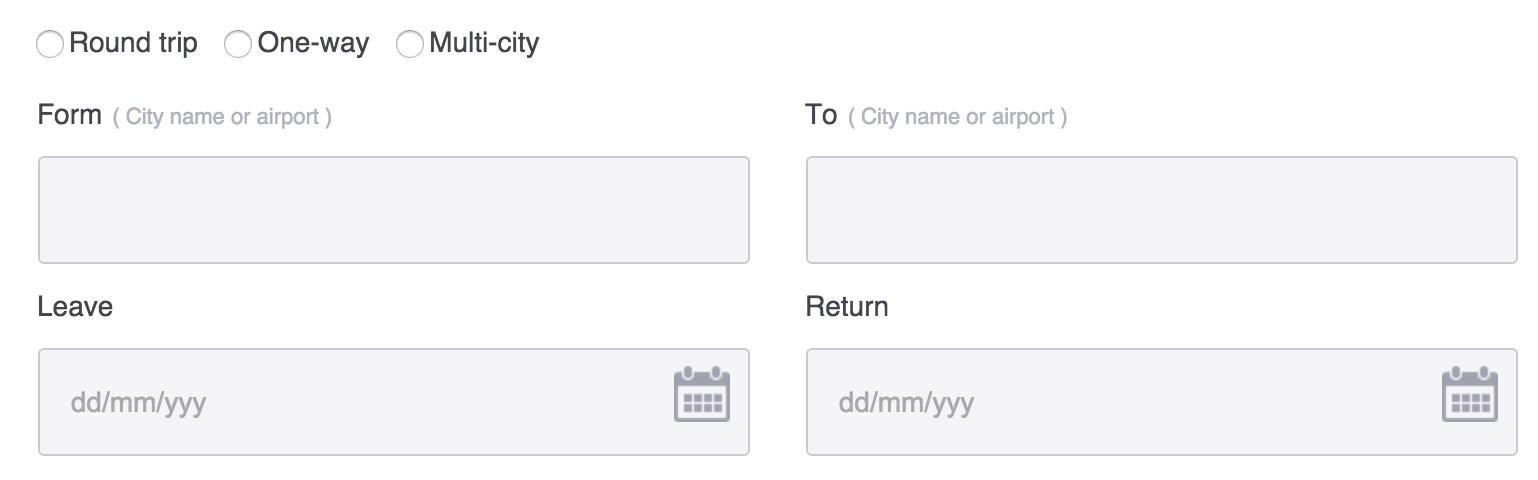 Round trip One-way Multi-city
Form ( City name or airport ) To ( City name or airport )
Leave Return
dd/mm/yyy dd/mm/yyy